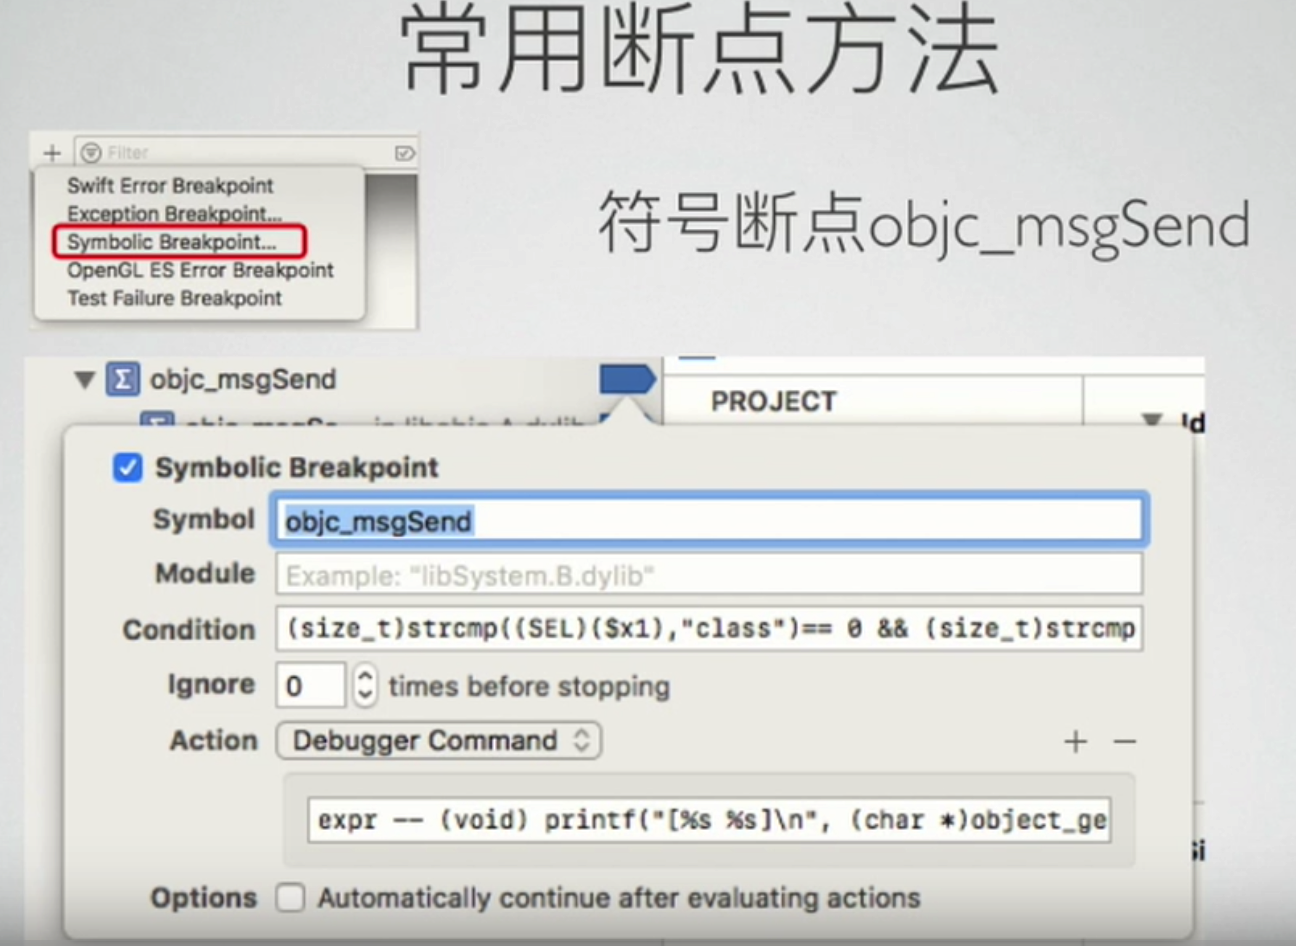 常用断点方法
Filter
Swift Error Breakpoint
Exception Breakpoint...
Symbolic Breakpoint...
OpenGL ES Error Breakpoint
Test Failure Breakpoint
符号断点objc_msgSend
objc_msgSend
PROJECT
Symbolic Breakpoint
Symbol objc_msgSend
Module Example: "libSystem.B.dylib"
Condition (size_t)strcmp((SEL)($x1),"class")== 0 && (size_t)strcmp
Ignore 0 times before stopping
Action Debugger Command
expr -- (void) printf("[%s %s]\n", (char *)object_ge
Options Automatically continue after evaluating actions